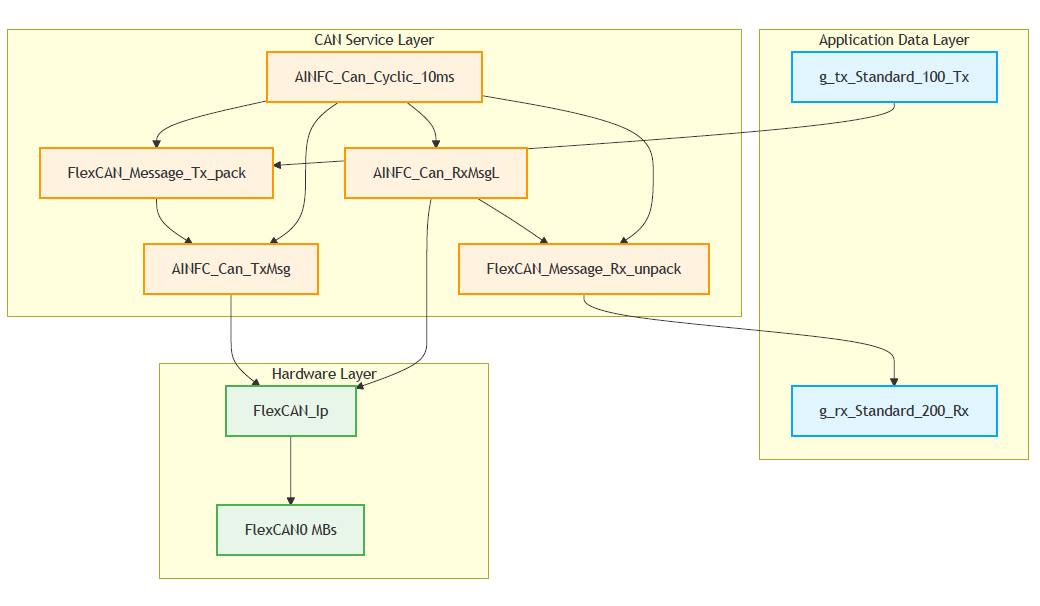 CAN Service Layer
Application Data Layer
AINFC_Can_Cyclic_10ms
g_tx_Standard_100_Tx
FlexCAN_Message_Tx_pack
AINFC_Can_RxMsgL
AINFC_Can_TxMsg
FlexCAN_Message_Rx_unpack
Hardware Layer
FlexCAN_Ip
g_rx_Standard_200_Rx
FlexCAN0 MBs